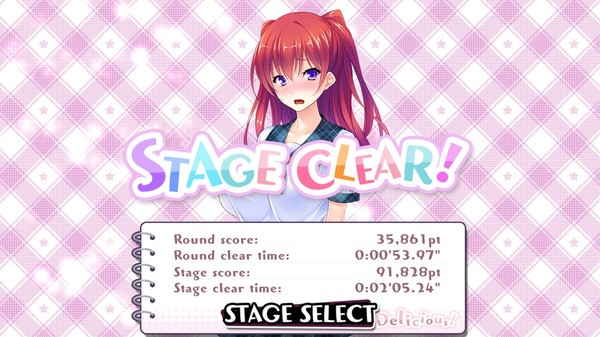 STAGE CLEAR!
Round score: 35,861pt
Round clear time: 0:00'53.97"
Stage score: 91,828pt
Stage clear time: 0:02'05.24"
STAGE SELECT
Delicious!